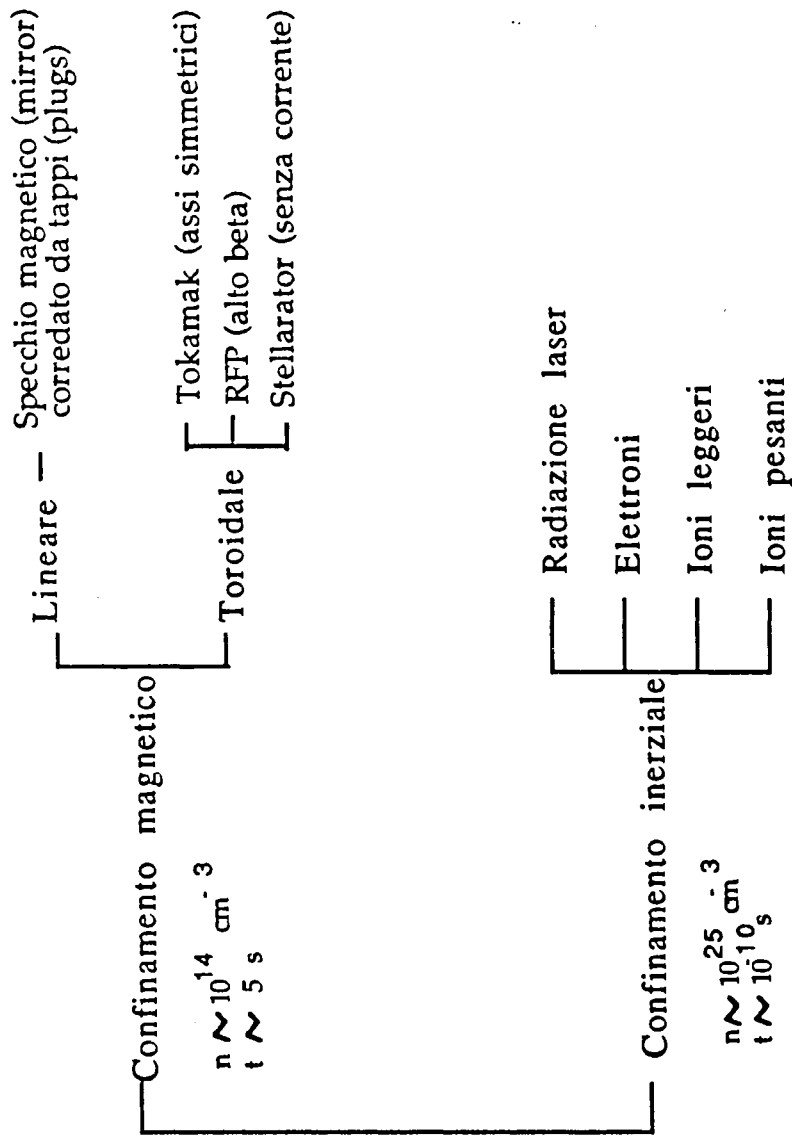 Confinamento magnetico
n ~ 10^14 cm^-3
t ~ 5 s
Lineare — Specchio magnetico (mirror)
corredato da tappi (plugs)
Toroidale
Tokamak (assi simmetrici)
RFP (alto beta)
Stellarator (senza corrente)
Confinamento inerziale
n ~ 10^25 cm^-3
t ~ 10^-10 s
Radiazione laser
Elettroni
Ioni leggeri
Ioni pesanti